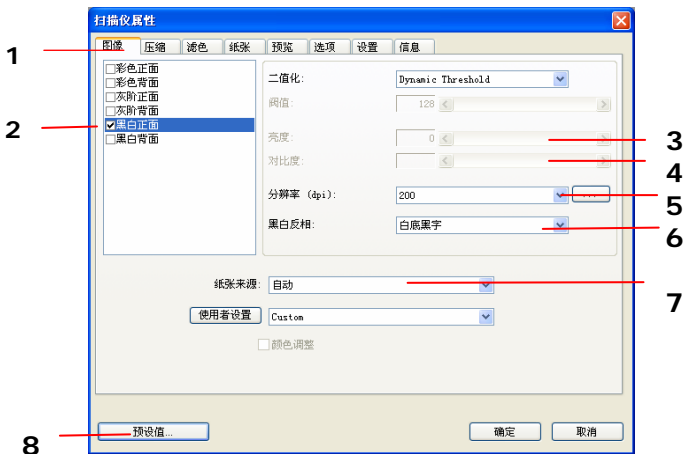 扫描仪属性
图像 压缩 滤色 纸张 预览 选项 设置 信息
1
彩色正面
彩色背面
灰阶正面
灰阶背面
黑白正面
黑白背面
2
二值化: Dynamic Threshold
阀值: 128
亮度: 0
3
对比度:
4
分辨率 (dpi): 200 ...
5
黑白反相: 白底黑字
6
纸张来源: 自动
7
使用者设置 Custom
颜色调整
预设值... 确定 取消
8